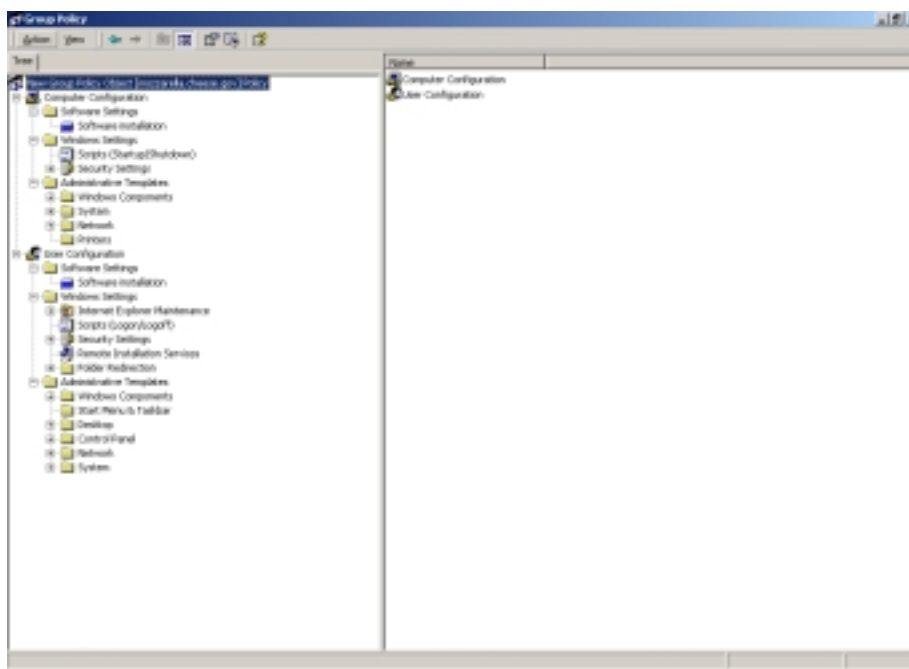 Group Policy
Action View
Tree
Name
New Group Policy Object [mozzarella.cheese.gov] Policy
Computer Configuration
Software Settings
Software installation
Windows Settings
Scripts (Startup/Shutdown)
Security Settings
Administrative Templates
Windows Components
System
Network
Printers
User Configuration
Software Settings
Software installation
Windows Settings
Internet Explorer Maintenance
Scripts (Logon/Logoff)
Security Settings
Remote Installation Services
Folder Redirection
Administrative Templates
Windows Components
Start Menu & Taskbar
Desktop
Control Panel
Network
System
Computer Configuration
User Configuration